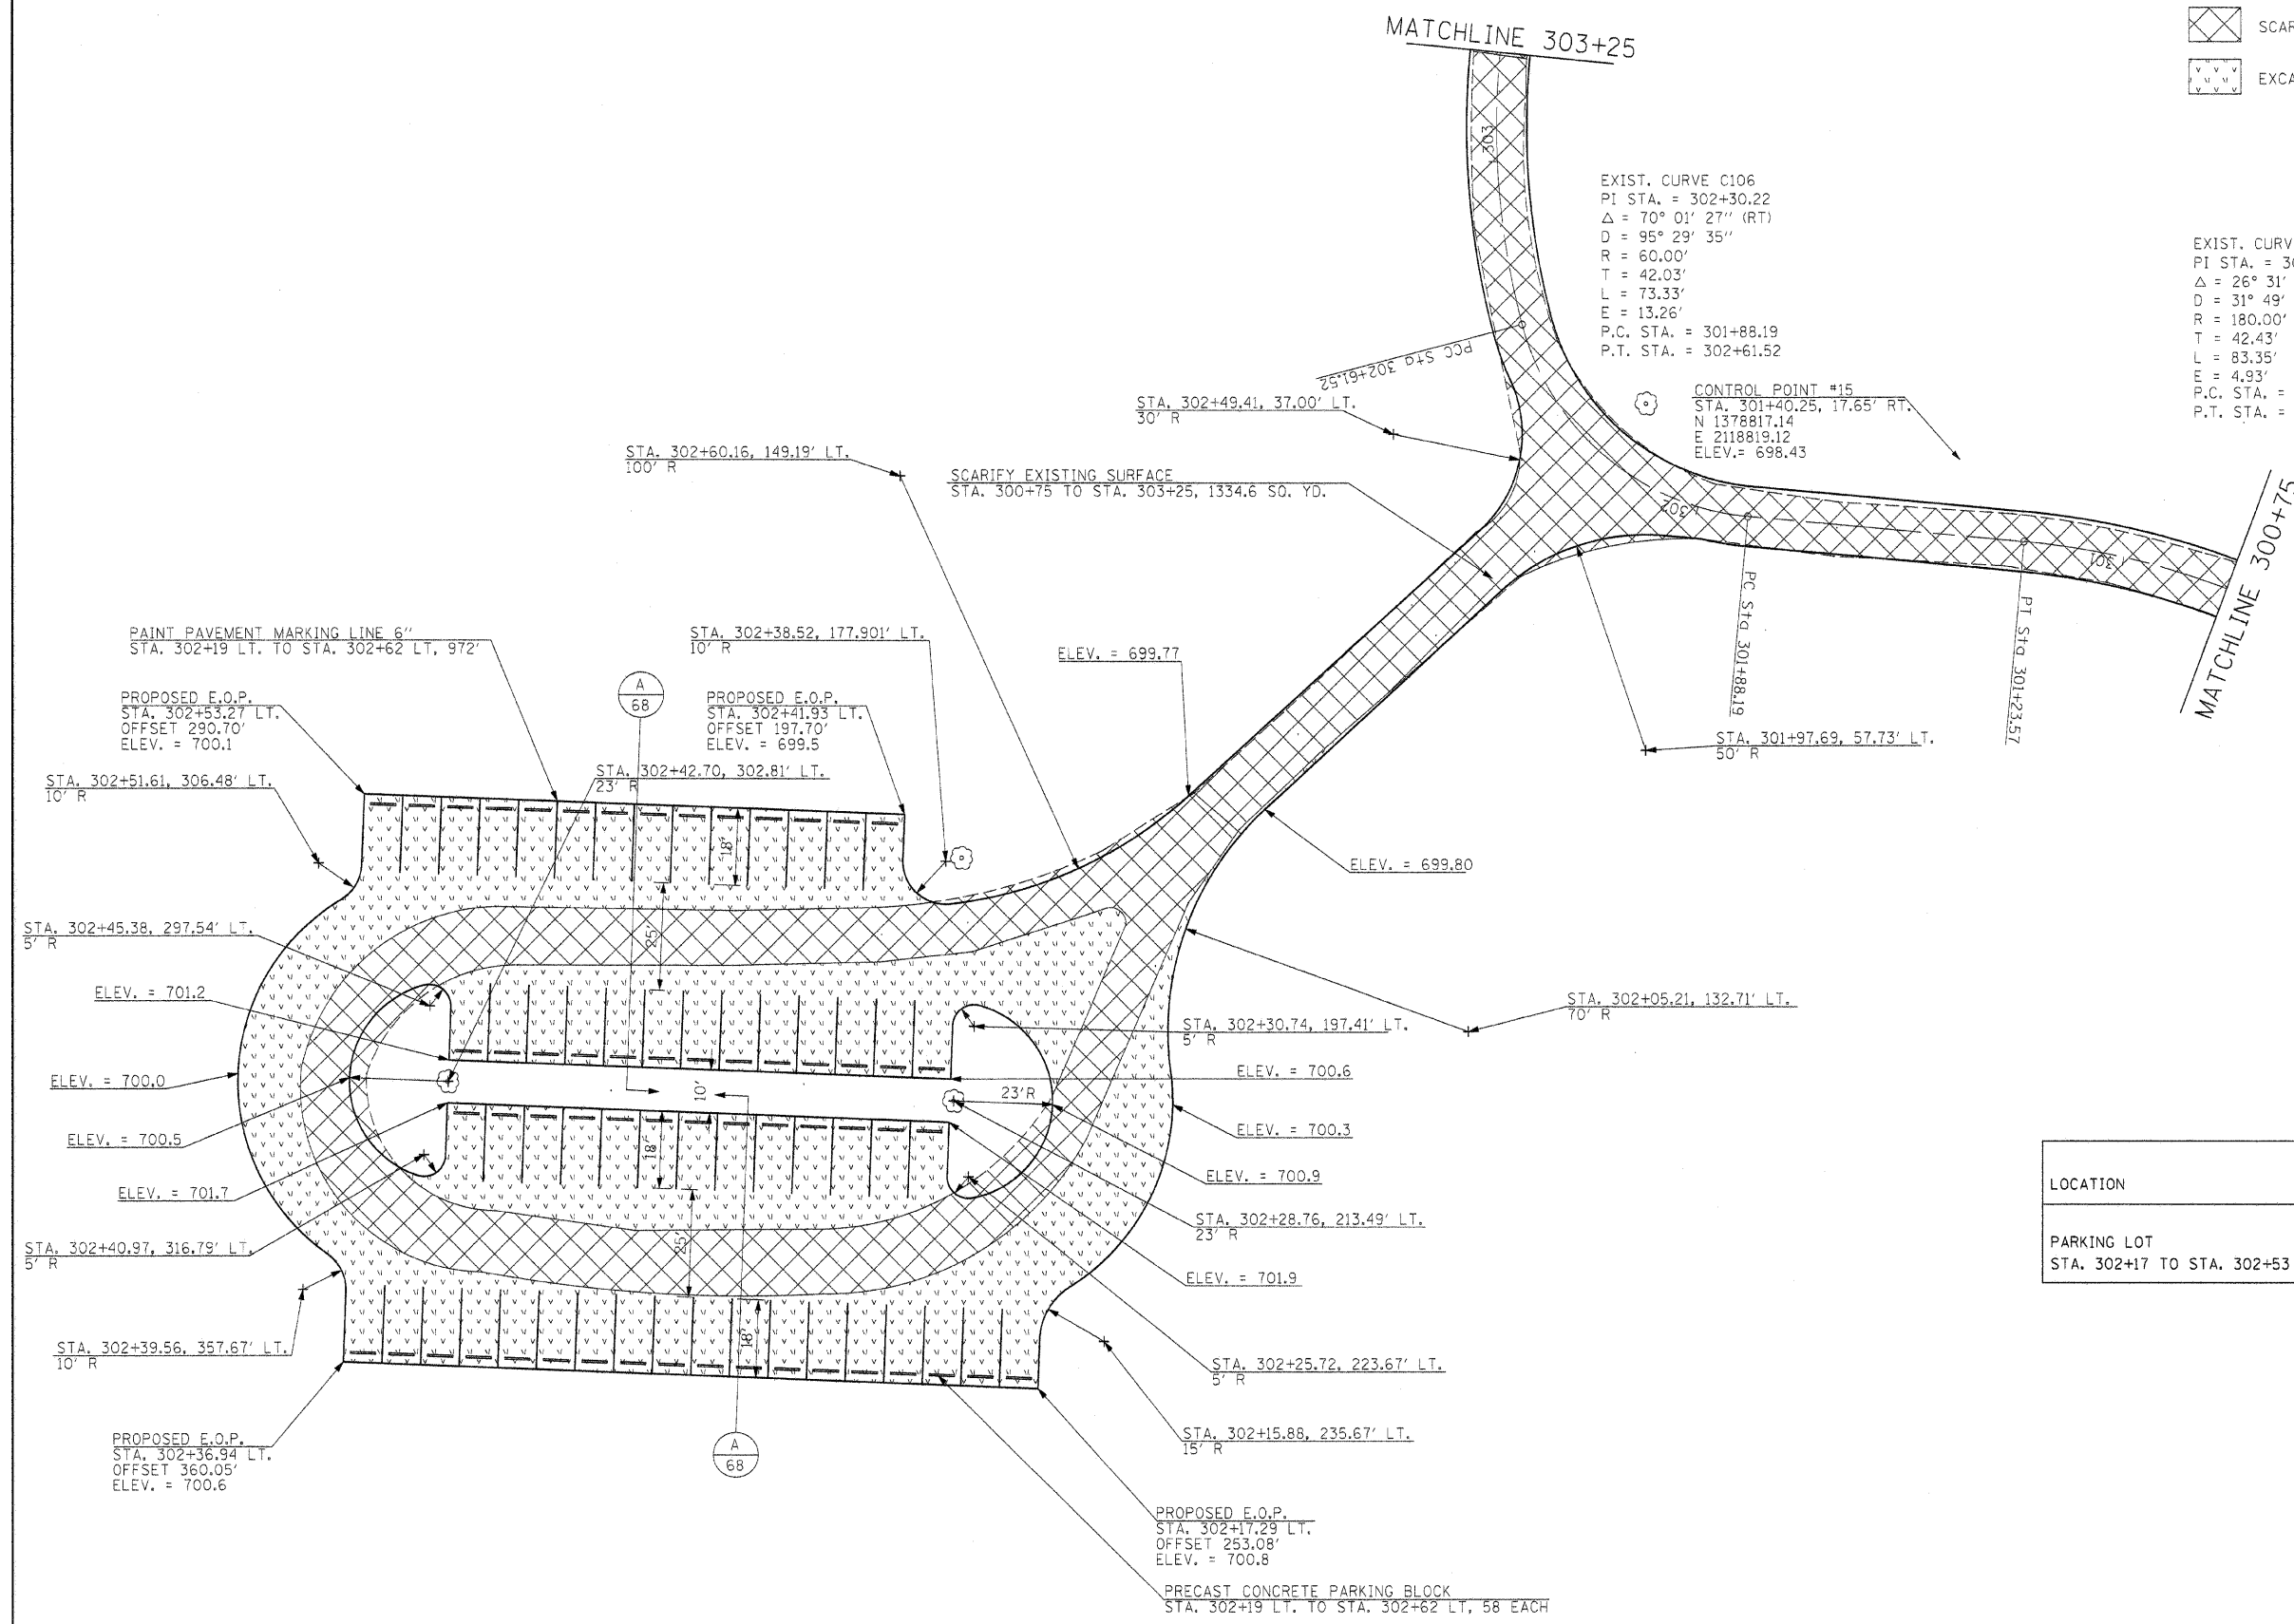 MATCHLINE 303+25
SCAR
EXCA
303
EXIST. CURVE C106
PI STA. = 302+30.22
Δ = 70° 01' 27'' (RT)
D = 95° 29' 35''
R = 60.00'
T = 42.03'
L = 73.33'
E = 13.26'
P.C. STA. = 301+88.19
P.T. STA. = 302+61.52
EXIST. CURV
PI STA. = 30
Δ = 26° 31'
D = 31° 49'
R = 180.00'
T = 42.43'
L = 83.35'
E = 4.93'
P.C. STA. =
P.T. STA. =
PCC Sta 302+61.52
CONTROL POINT #15
STA. 301+40.25, 17.65' RT.
N 1378817.14
E 2118819.12
ELEV.= 698.43
STA. 302+49.41, 37.00' LT.
30' R
STA. 302+60.16, 149.19' LT.
100' R
SCARIFY EXISTING SURFACE
STA. 300+75 TO STA. 303+25, 1334.6 SQ. YD.
302
301
MATCHLINE 300+75
PC Sta 301+88.19
PT Sta 301+23.57
PAINT PAVEMENT MARKING LINE 6''
STA. 302+19 LT. TO STA. 302+62 LT, 972'
STA. 302+38.52, 177.901' LT.
10' R
ELEV. = 699.77
A
68
PROPOSED E.O.P.
STA. 302+53.27 LT.
OFFSET 290.70'
ELEV. = 700.1
PROPOSED E.O.P.
STA. 302+41.93 LT.
OFFSET 197.70'
ELEV. = 699.5
STA. 301+97.69, 57.73' LT.
50' R
STA. 302+51.61, 306.48' LT.
10' R
STA. 302+42.70, 302.81' LT.
23' R
18'
ELEV. = 699.80
STA. 302+45.38, 297.54' LT.
5' R
25'
ELEV. = 701.2
STA. 302+05.21, 132.71' LT.
70' R
STA. 302+30.74, 197.41' LT.
5' R
ELEV. = 700.0
ELEV. = 700.6
10'
23'R
ELEV. = 700.5
ELEV. = 700.3
18'
ELEV. = 701.7
ELEV. = 700.9
LOCATION
STA. 302+28.76, 213.49' LT.
23' R
STA. 302+40.97, 316.79' LT.
5' R
25'
PARKING LOT
STA. 302+17 TO STA. 302+53
ELEV. = 701.9
18'
STA. 302+39.56, 357.67' LT.
10' R
STA. 302+25.72, 223.67' LT.
5' R
PROPOSED E.O.P.
STA. 302+36.94 LT.
OFFSET 360.05'
ELEV. = 700.6
A
68
STA. 302+15.88, 235.67' LT.
15' R
PROPOSED E.O.P.
STA. 302+17.29 LT.
OFFSET 253.08'
ELEV. = 700.8
PRECAST CONCRETE PARKING BLOCK
STA. 302+19 LT. TO STA. 302+62 LT, 58 EACH